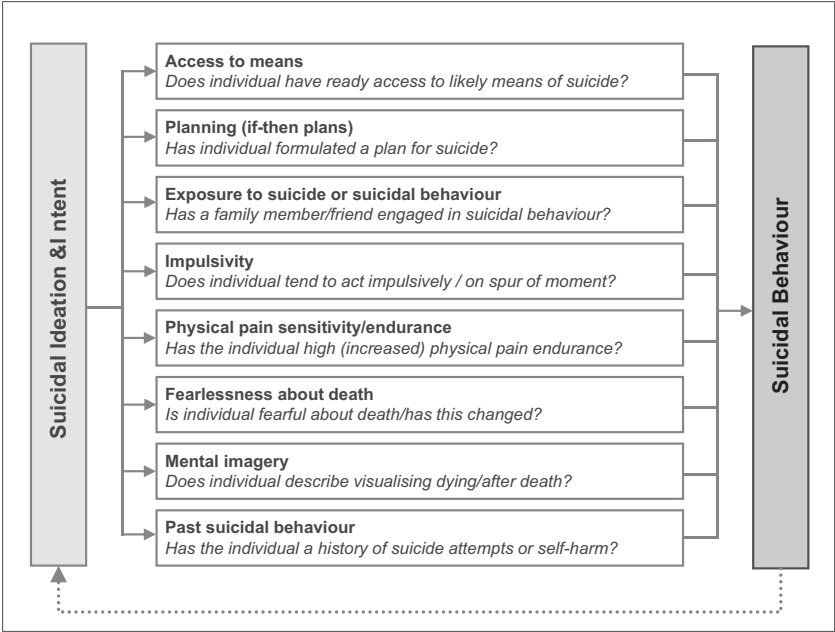 Suicidal Ideation &I ntent
Access to means
Does individual have ready access to likely means of suicide?
Planning (if-then plans)
Has individual formulated a plan for suicide?
Exposure to suicide or suicidal behaviour
Has a family member/friend engaged in suicidal behaviour?
Impulsivity
Does individual tend to act impulsively / on spur of moment?
Physical pain sensitivity/endurance
Has the individual high (increased) physical pain endurance?
Fearlessness about death
Is individual fearful about death/has this changed?
Mental imagery
Does individual describe visualising dying/after death?
Past suicidal behaviour
Has the individual a history of suicide attempts or self-harm?
Suicidal Behaviour